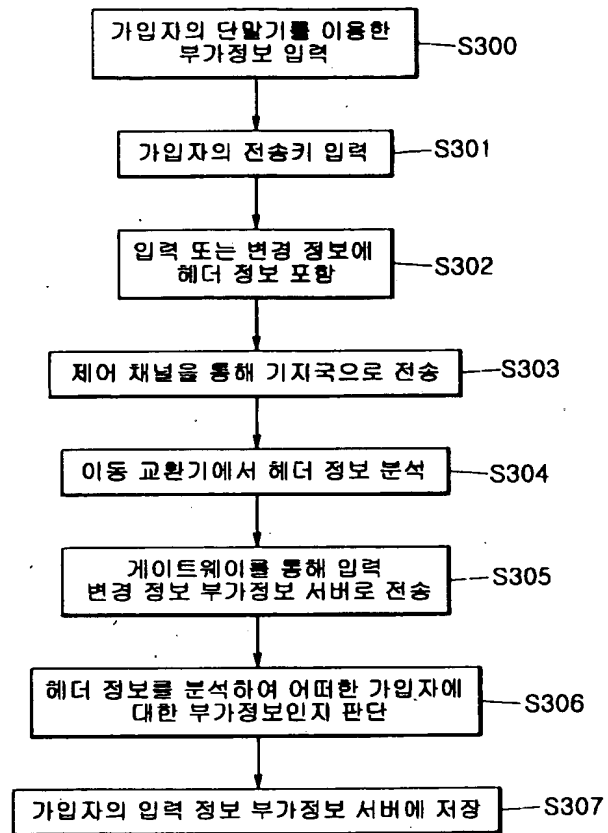 가입자의 단말기를 이용한
부가정보 입력
S300
가입자의 전송키 입력
S301
입력 또는 변경 정보에
헤더 정보 포함
S302
제어 채널을 통해 기지국으로 전송
S303
이동 교환기에서 헤더 정보 분석
S304
게이트웨이를 통해 입력
변경 정보 부가정보 서버로 전송
S305
헤더 정보를 분석하여 어떠한 가입자에
대한 부가정보인지 판단
S306
가입자의 입력 정보 부가정보 서버에 저장
S307